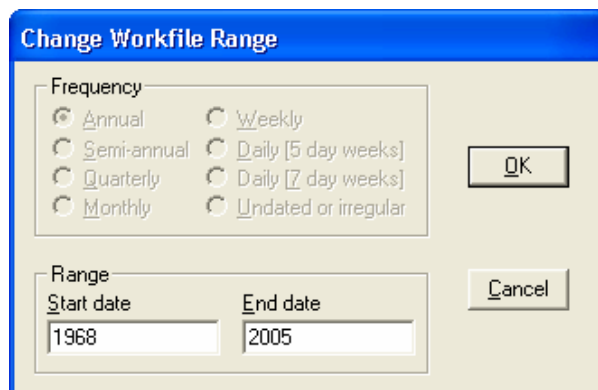 Change Workfile Range
Frequency
Annual
Weekly
Semi-annual
Daily [5 day weeks]
Quarterly
Daily [7 day weeks]
Monthly
Undated or irregular
OK
Range
Start date
End date
1968
2005
Cancel